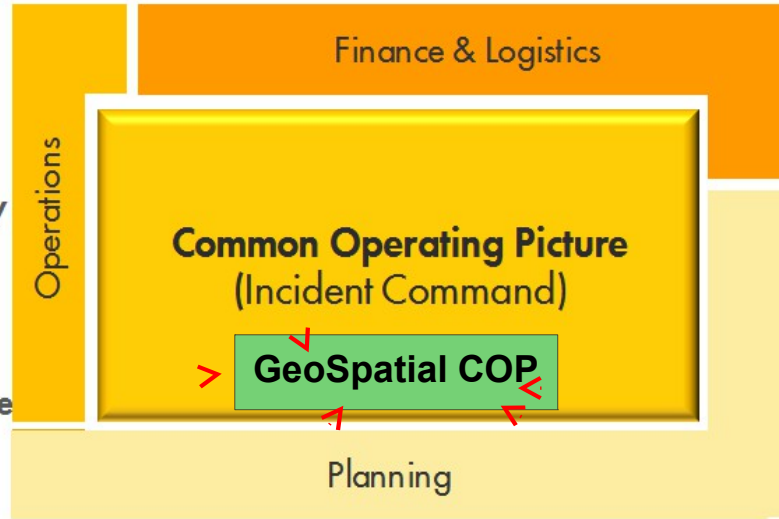 Finance & Logistics
Operations
Common Operating Picture
(Incident Command)
GeoSpatial COP
Planning